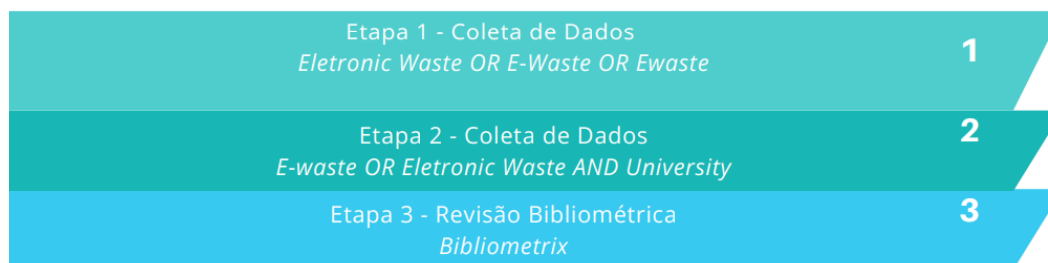 Etapa 1 - Coleta de Dados
Eletronic Waste OR E-Waste OR Ewaste
1
Etapa 2 - Coleta de Dados
E-waste OR Eletronic Waste AND University
2
Etapa 3 - Revisão Bibliométrica
Bibliometrix
3